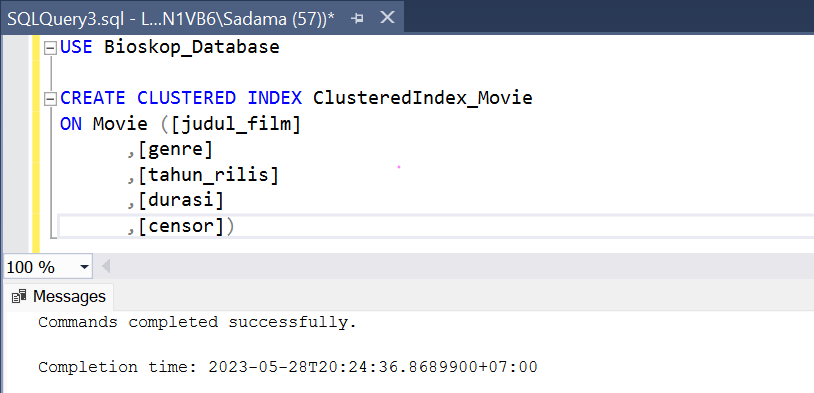 SQLQuery3.sql - L...N1VB6\Sadama (57))*
USE Bioskop_Database
CREATE CLUSTERED INDEX ClusteredIndex_Movie
ON Movie ([judul_film]
,[genre]
,[tahun_rilis]
,[durasi]
,[censor])
100 %
Messages
Commands completed successfully.
Completion time: 2023-05-28T20:24:36.8689900+07:00